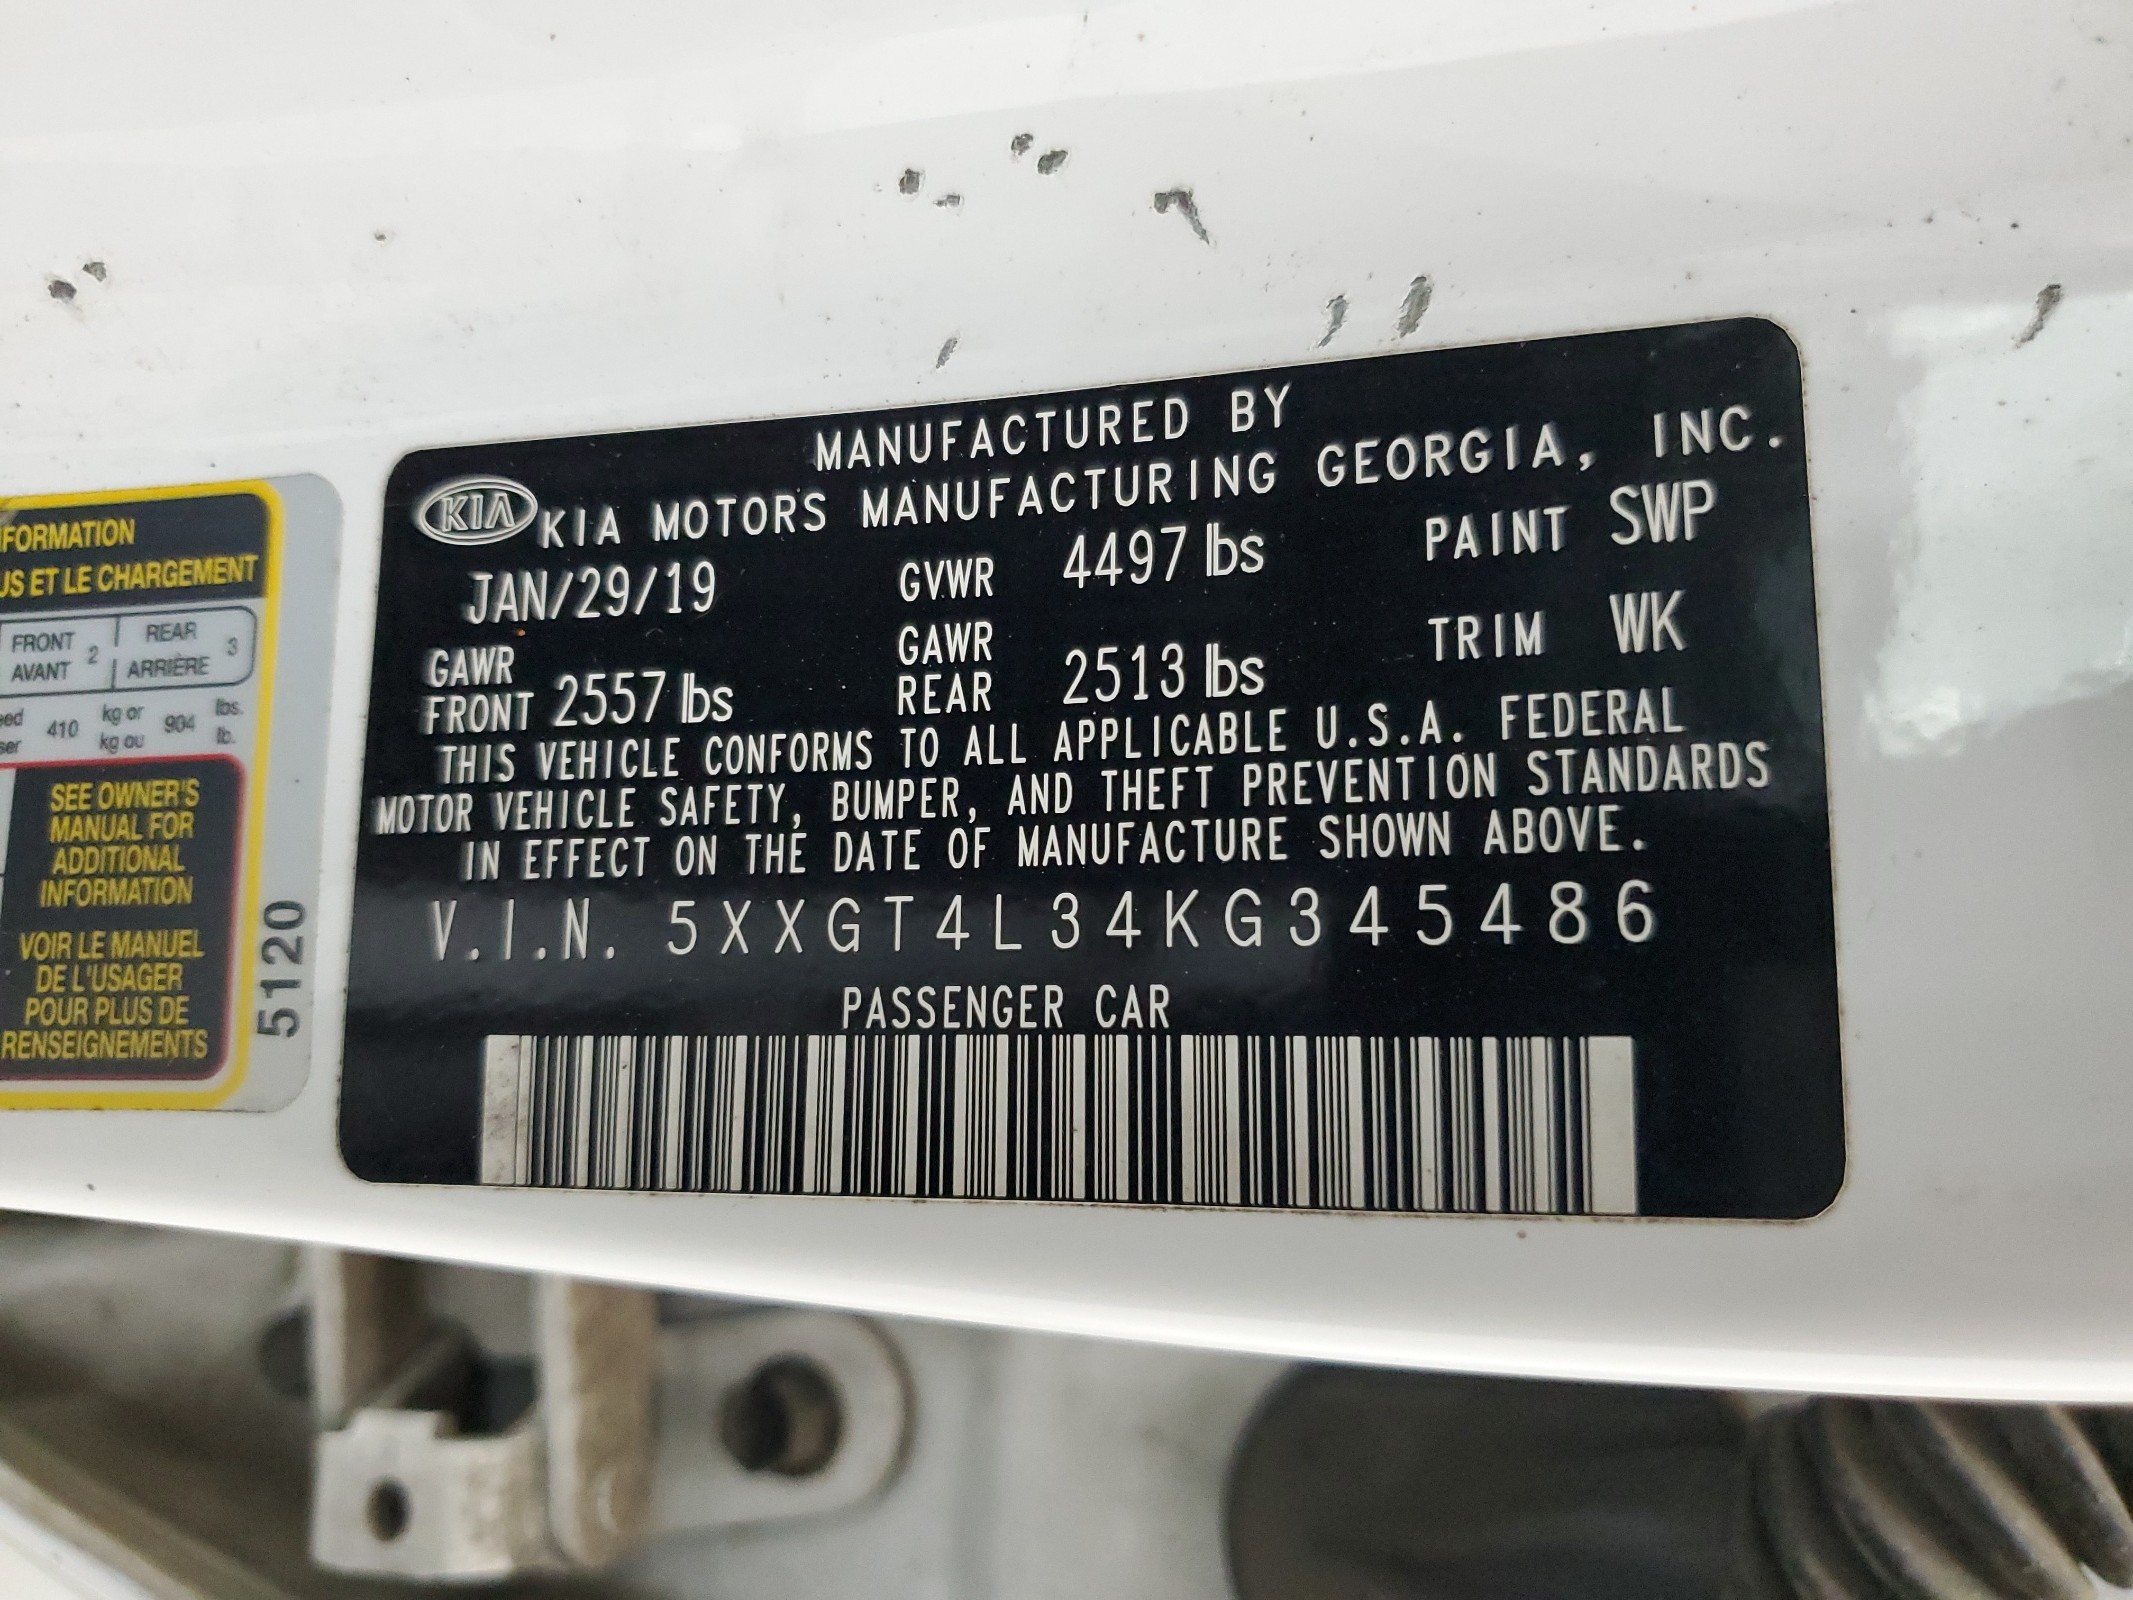 MANUFACTURED BY
KIA KIA MOTORS MANUFACTURING GEORGIA, INC.
JAN/29/19 GVWR 4497 lbs PAINT SWP
GAWR FRONT 2557 lbs GAWR REAR 2513 lbs TRIM WK
THIS VEHICLE CONFORMS TO ALL APPLICABLE U.S.A. FEDERAL
MOTOR VEHICLE SAFETY, BUMPER, AND THEFT PREVENTION STANDARDS
IN EFFECT ON THE DATE OF MANUFACTURE SHOWN ABOVE.
V.I.N. 5XXGT4L34KG345486
PASSENGER CAR
ET LE CHARGEMENT
FRONT 2 REAR 3
AVANT ARRIÈRE
410 kg or 904 lbs.
kg ou lb.
SEE OWNER'S
MANUAL FOR
ADDITIONAL
INFORMATION
VOIR LE MANUEL
DE L'USAGER
POUR PLUS DE
RENSEIGNEMENTS
5120